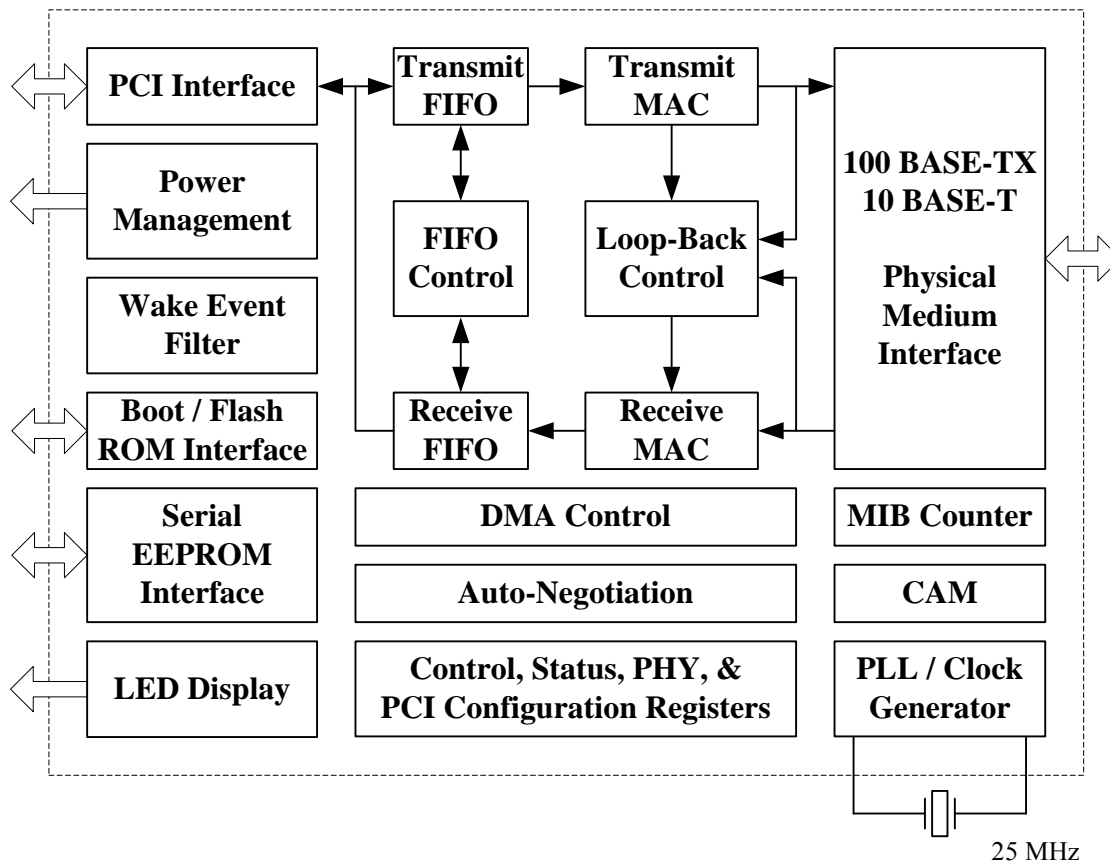 PCI Interface
Transmit
FIFO
Transmit
MAC
100 BASE-TX
10 BASE-T
Physical
Medium
Interface
Power
Management
FIFO
Control
Loop-Back
Control
Wake Event
Filter
Boot / Flash
ROM Interface
Receive
FIFO
Receive
MAC
Serial
EEPROM
Interface
DMA Control
MIB Counter
Auto-Negotiation
CAM
LED Display
Control, Status, PHY, &
PCI Configuration Registers
PLL / Clock
Generator
25 MHz